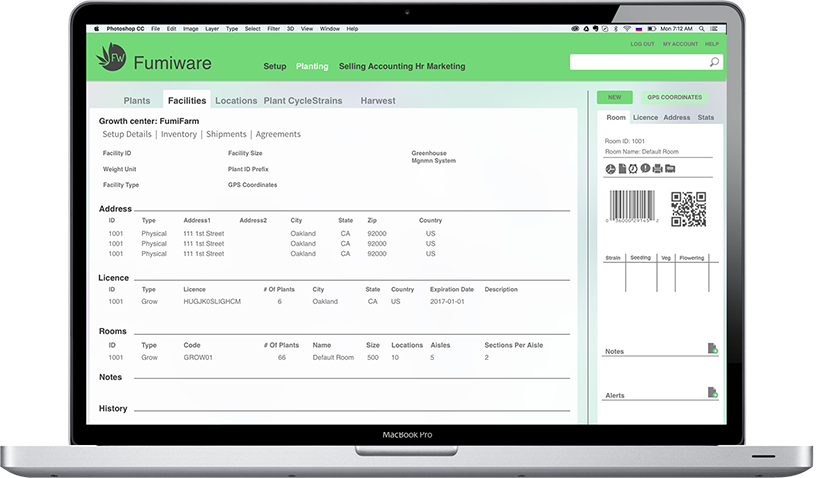 Photoshop CC File Edit Image Layer Type Select Filter 3D View Window Help Mon 7:12 AM
LOG OUT MY ACCOUNT HELP
FW Fumiware Setup Planting Selling Accounting Hr Marketing
Plants Facilities Locations Plant CycleStrains Harvest
NEW GPS COORDINATES
Room Licence Address Stats
Growth center: FumiFarm
Setup Details | Inventory | Shipments | Agreements
Room ID: 1001
Room Name: Default Room
Facility ID Facility Size Greenhouse
Mgnmn System
Weight Unit Plant ID Prefix
Facility Type GPS Coordinates
Address
ID Type Address1 Address2 City State Zip Country
1001 Physical 111 1st Street Oakland CA 92000 US
1001 Physical 111 1st Street Oakland CA 92000 US
1001 Physical 111 1st Street Oakland CA 92000 US
Strain Seeding Veg Flowering
Licence
ID Type Licence # Of Plants City State Country Expiration Date Description
1001 Grow HUGJK0SLIGHCM 6 Oakland CA US 2017-01-01
Rooms
ID Type Code # Of Plants Name Size Locations Aisles Sections Per Aisle
1001 Grow GROW01 66 Default Room 500 10 5 2
Notes
History
Notes
Alerts
MacBook Pro